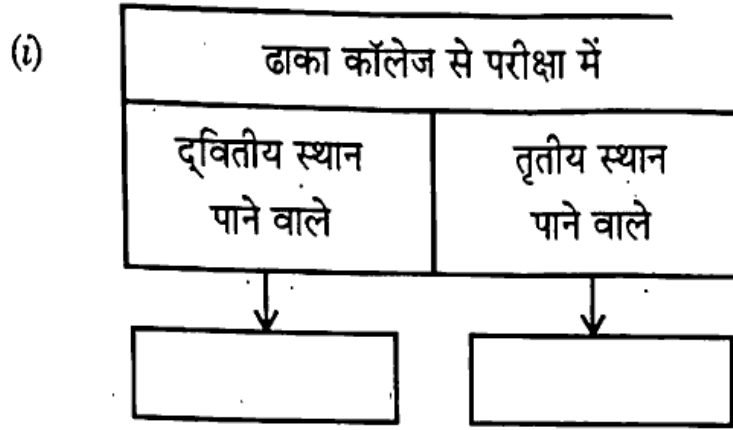 (i)
ढाका कॉलेज से परीक्षा में
द्‌वितीय स्थान
पाने वाले
तृतीय स्थान
पाने वाले